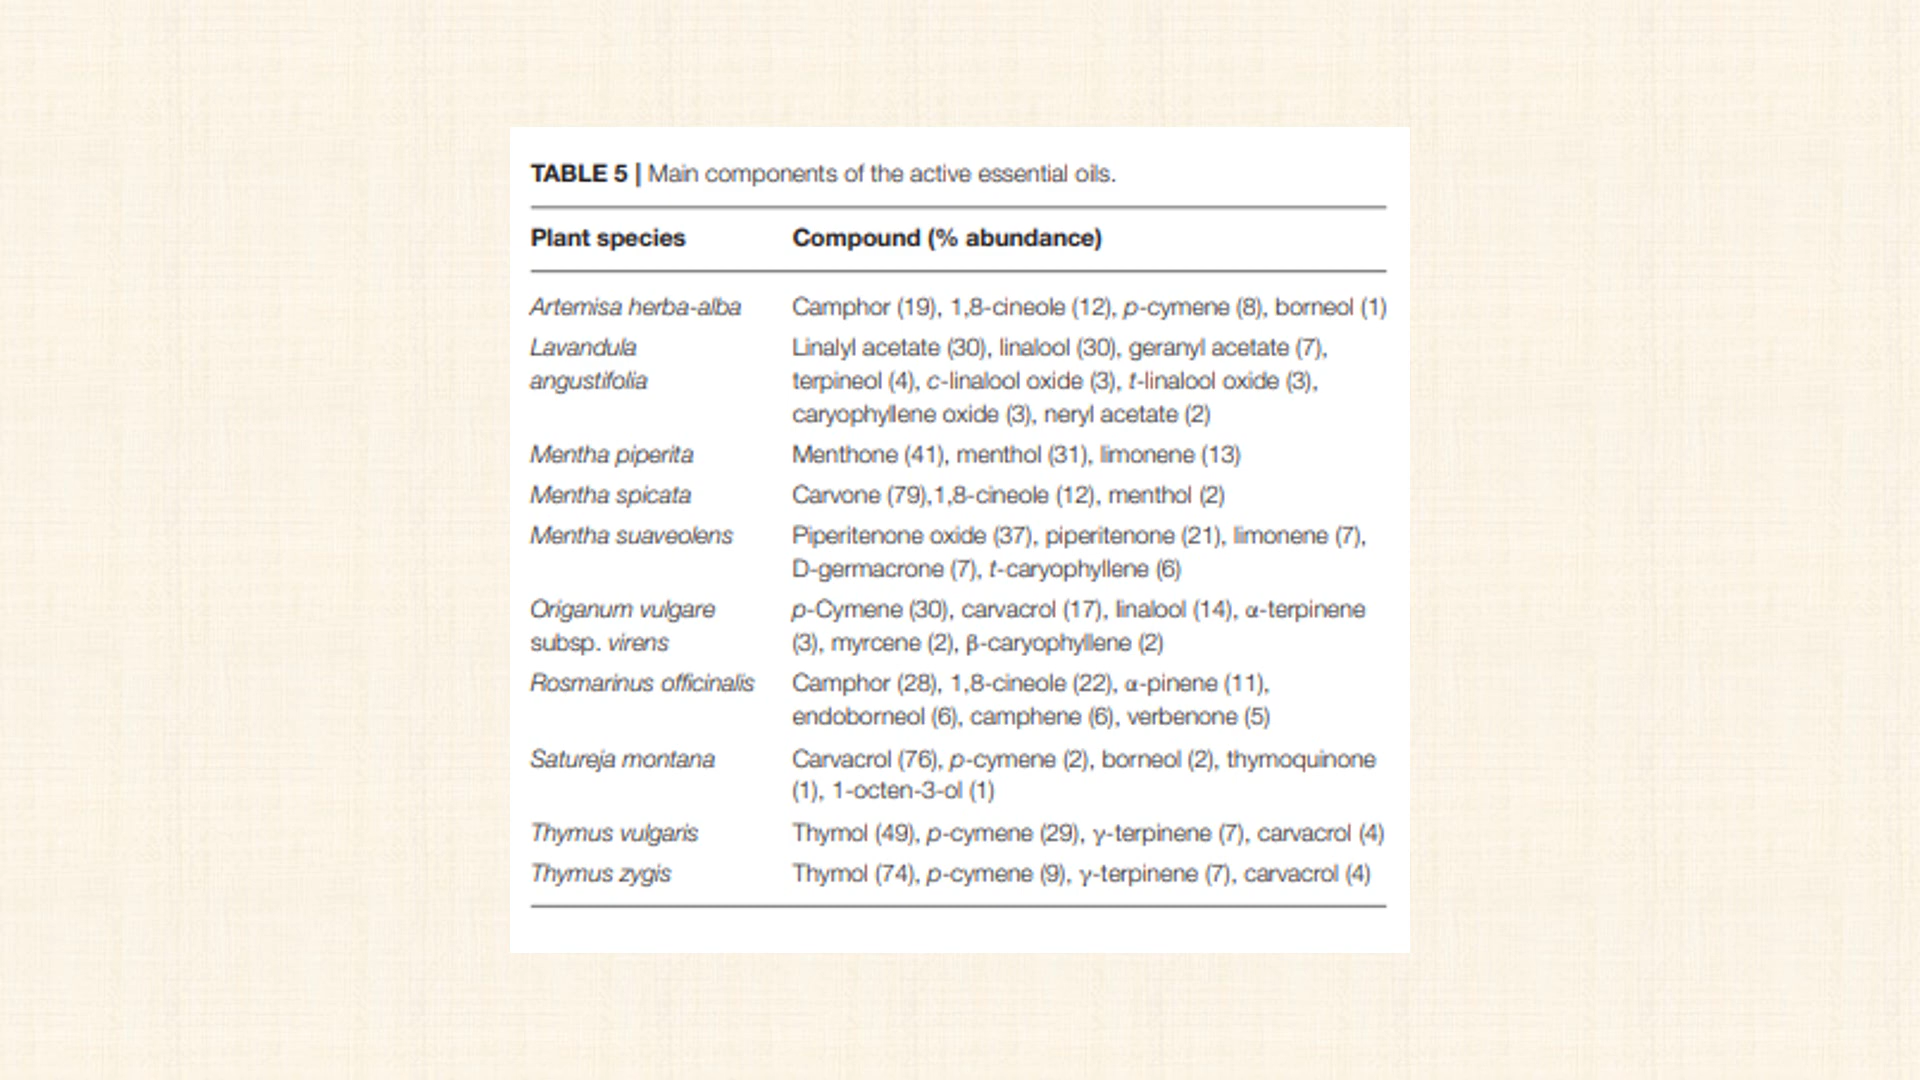 TABLE 5 | Main components of the active essential oils.
Plant species Compound (% abundance)
Artemisa herba-alba Camphor (19), 1,8-cineole (12), p-cymene (8), borneol (1)
Lavandula Linalyl acetate (30), linalool (30), geranyl acetate (7),
angustifolia terpineol (4), c-linalool oxide (3), t-linalool oxide (3),
caryophyllene oxide (3), neryl acetate (2)
Mentha piperita Menthone (41), menthol (31), limonene (13)
Mentha spicata Carvone (79),1,8-cineole (12), menthol (2)
Mentha suaveolens Piperitenone oxide (37), piperitenone (21), limonene (7),
D-germacrone (7), t-caryophyllene (6)
Origanum vulgare p-Cymene (30), carvacrol (17), linalool (14), α-terpinene
subsp. virens (3), myrcene (2), β-caryophyllene (2)
Rosmarinus officinalis Camphor (28), 1,8-cineole (22), α-pinene (11),
endoborneol (6), camphene (6), verbenone (5)
Satureja montana Carvacrol (76), p-cymene (2), borneol (2), thymoquinone
(1), 1-octen-3-ol (1)
Thymus vulgaris Thymol (49), p-cymene (29), γ-terpinene (7), carvacrol (4)
Thymus zygis Thymol (74), p-cymene (9), γ-terpinene (7), carvacrol (4)